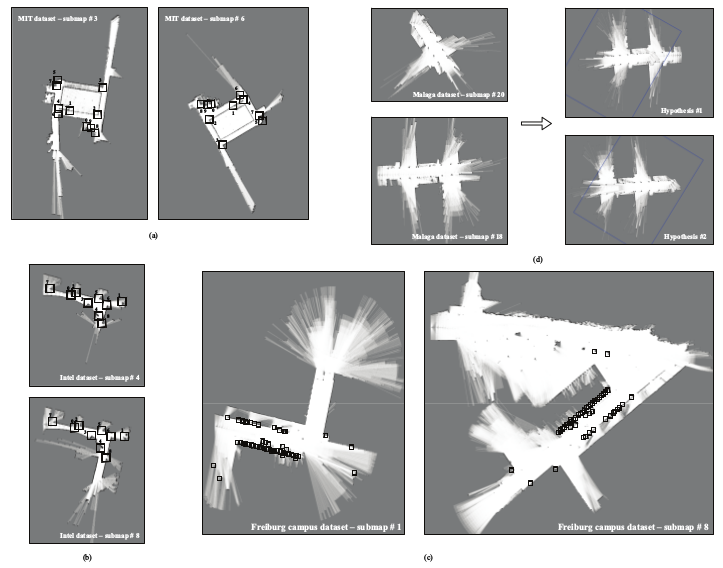 MIT dataset – submap # 3
MIT dataset – submap # 6
(a)
Malaga dataset – submap # 20
Malaga dataset – submap # 18
Hypothesis #1
Hypothesis #2
(d)
Intel dataset – submap # 4
Intel dataset – submap # 8
(b)
Freiburg campus dataset – submap # 1
Freiburg campus dataset – submap # 8
(c)